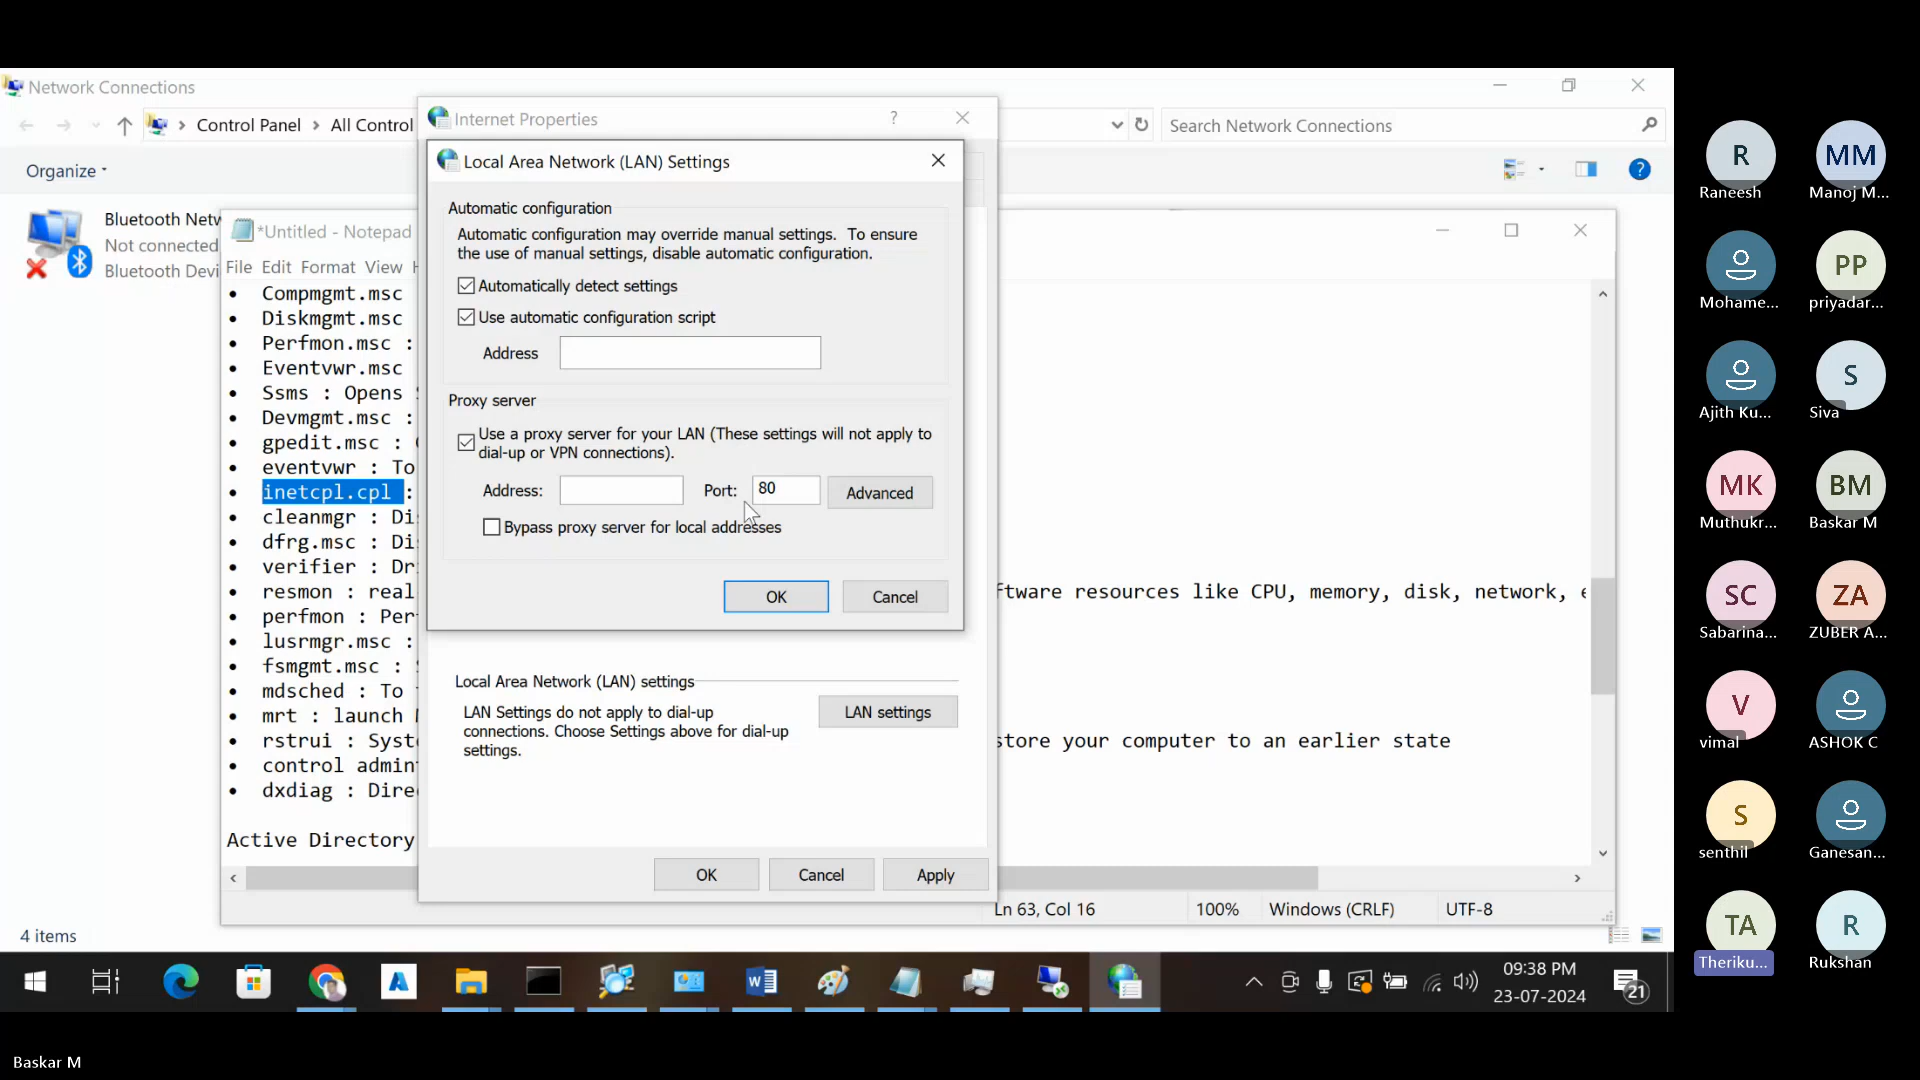 Network Connections
Control Panel
All Control
Search Network Connections
Organize
Bluetooth Netw
Not connected
Bluetooth Devi
*Untitled - Notepad
File Edit Format View H
• Compmgmt.msc
• Diskmgmt.msc
• Perfmon.msc :
• Eventvwr.msc
• Ssms : Opens S
• Devmgmt.msc :
• gpedit.msc :
• eventvwr : To
• inetcpl.cpl :
• cleanmgr : Di
• dfrg.msc : Di
• verifier : Dr
• resmon : real
ftware resources like CPU, memory, disk, network, e
• perfmon : Per
• lusrmgr.msc :
• fsmgmt.msc :
• mdsched : To
• mrt : launch
• rstrui : Syst
store your computer to an earlier state
• control admin
• dxdiag : Dire
Active Directory
Ln 63, Col 16
100%
Windows (CRLF)
UTF-8
4 items
Internet Properties
?
Local Area Network (LAN) Settings
Automatic configuration
Automatic configuration may override manual settings. To ensure
the use of manual settings, disable automatic configuration.
Automatically detect settings
Use automatic configuration script
Address
Proxy server
Use a proxy server for your LAN (These settings will not apply to
dial-up or VPN connections).
Address:
Port: 80
Advanced
Bypass proxy server for local addresses
OK
Cancel
Local Area Network (LAN) settings
LAN Settings do not apply to dial-up
connections. Choose Settings above for dial-up
settings.
LAN settings
OK
Cancel
Apply
09:38 PM
23-07-2024
21
R
Raneesh
MM
Manoj M...
Mohame...
PP
priyadar...
Ajith Ku...
S
Siva
MK
Muthukr...
BM
Baskar M
SC
Sabarina...
ZA
ZUBER A...
V
vimal
ASHOK C
S
senthil
Ganesan...
TA
Theriku...
R
Rukshan
Baskar M